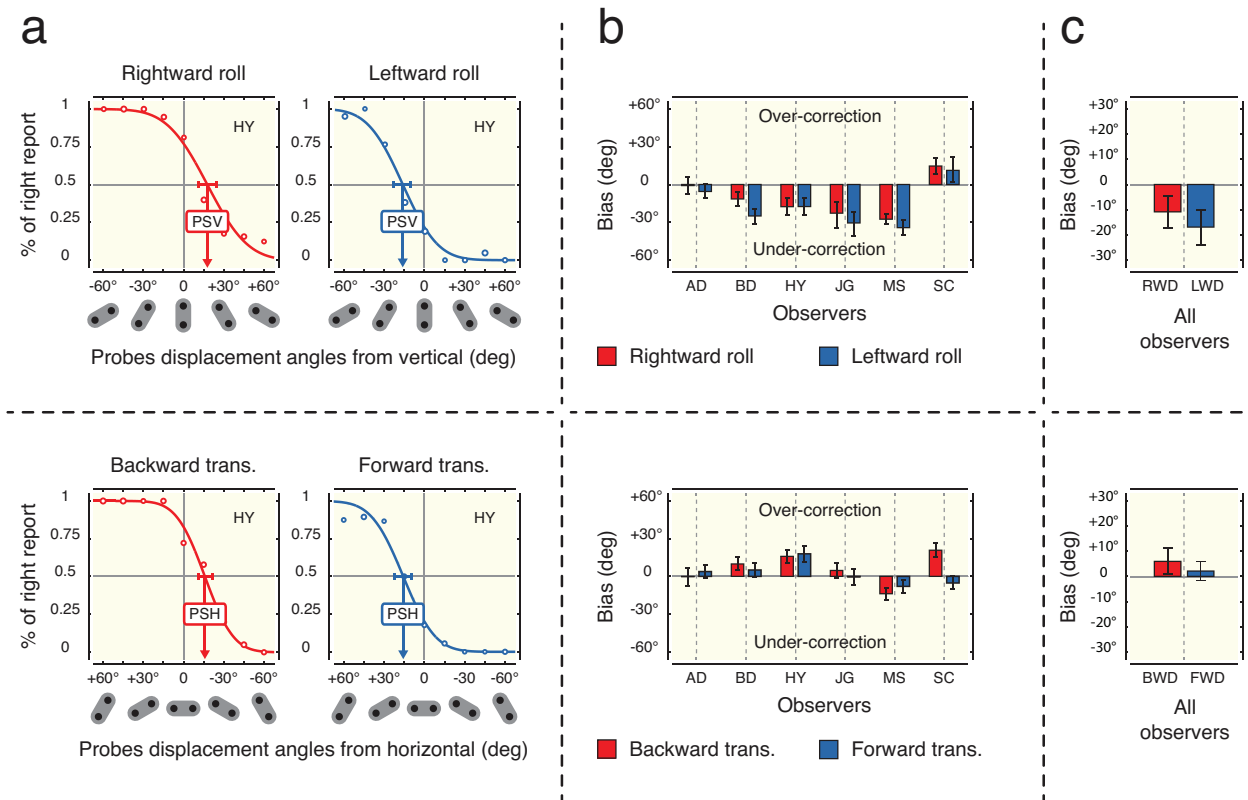 a
b
c
Rightward roll
Leftward roll
% of right report
1
0.75
0.5
0.25
0
HY
PSV
-60°
-30°
0
+30°
+60°
1
0.75
0.5
0.25
0
HY
PSV
-60°
-30°
0
+30°
+60°
Probes displacement angles from vertical (deg)
Bias (deg)
+60°
+30°
0
-30°
-60°
Over-correction
Under-correction
AD BD HY JG MS SC
Observers
Rightward roll
Leftward roll
Bias (deg)
+30°
+20°
+10°
0
-10°
-20°
-30°
RWD LWD
All
observers
Backward trans.
Forward trans.
% of right report
1
0.75
0.5
0.25
0
HY
PSH
+60°
+30°
0
-30°
-60°
1
0.75
0.5
0.25
0
HY
PSH
+60°
+30°
0
-30°
-60°
Probes displacement angles from horizontal (deg)
Bias (deg)
+60°
+30°
0
-30°
-60°
Over-correction
Under-correction
AD BD HY JG MS SC
Observers
Backward trans.
Forward trans.
Bias (deg)
+30°
+20°
+10°
0
-10°
-20°
-30°
BWD FWD
All
observers